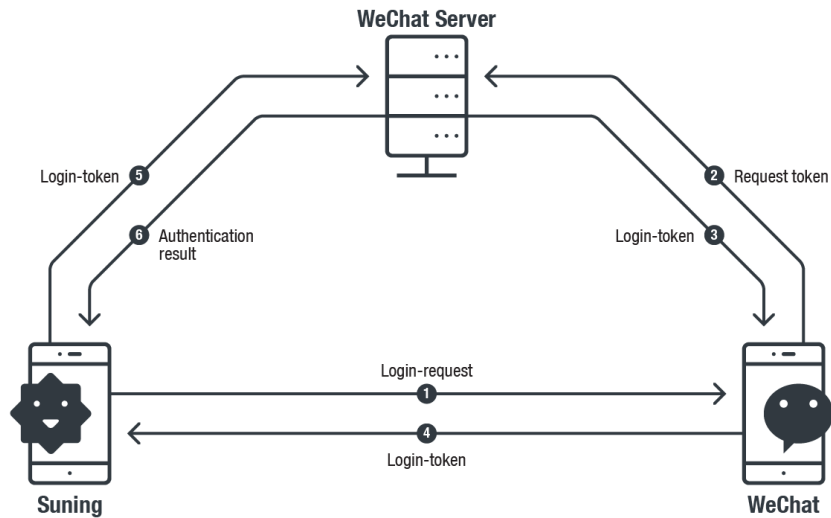 WeChat Server
Login-token 5
2 Request token
6 Authentication
result
Login-token 3
Login-request
1
4
Login-token
Suning
WeChat